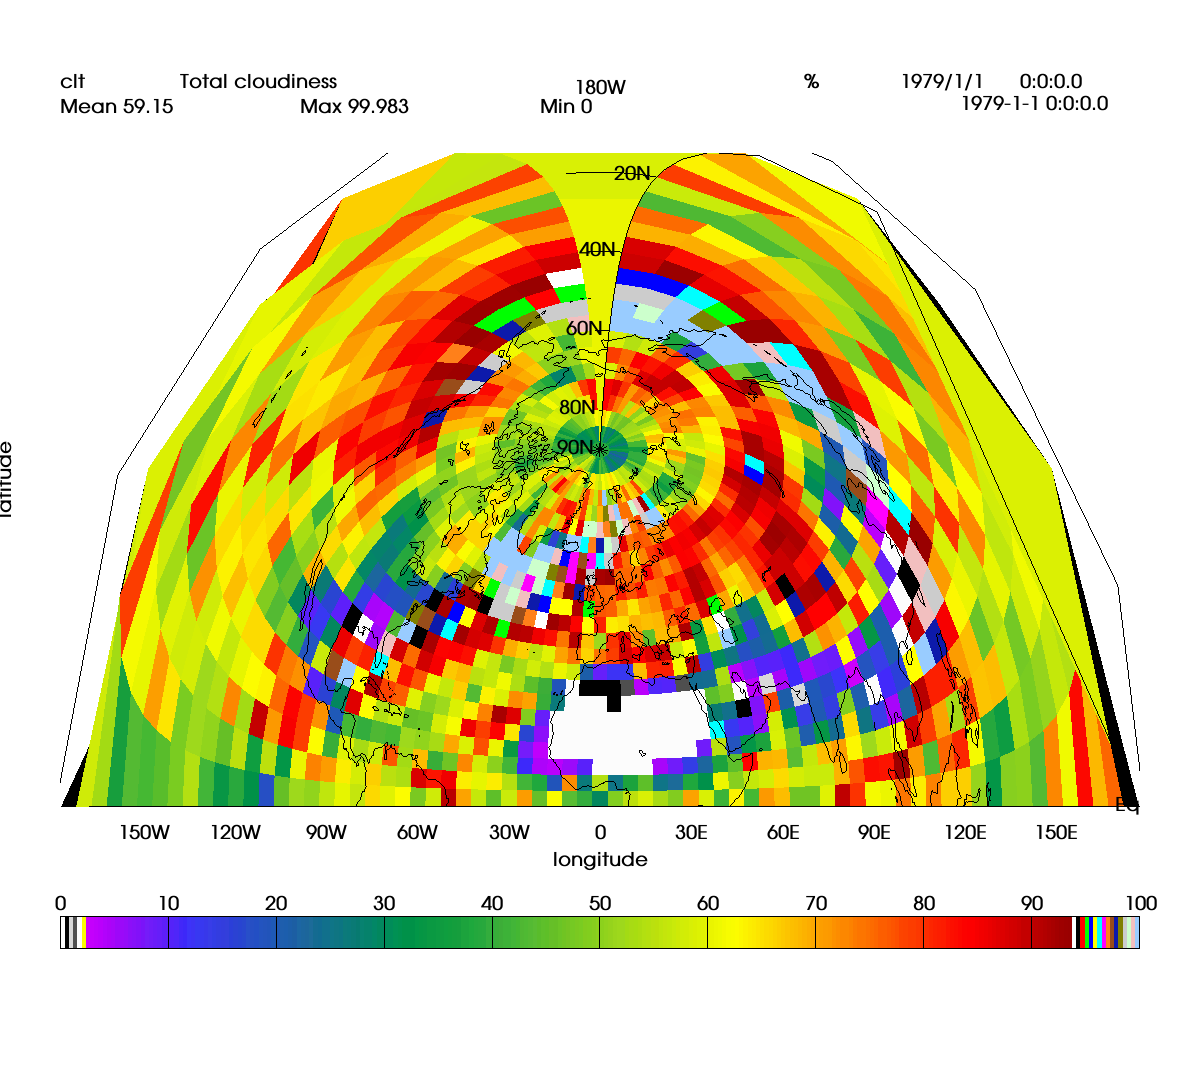 clt Total cloudiness 180W % 1979/1/1 0:0:0.0
Mean 59.15 Max 99.983 Min 0 1979-1-1 0:0:0.0
20N
40N
60N
80N
90N
latitude
Eq
150W 120W 90W 60W 30W 0 30E 60E 90E 120E 150E
longitude
0 10 20 30 40 50 60 70 80 90 100